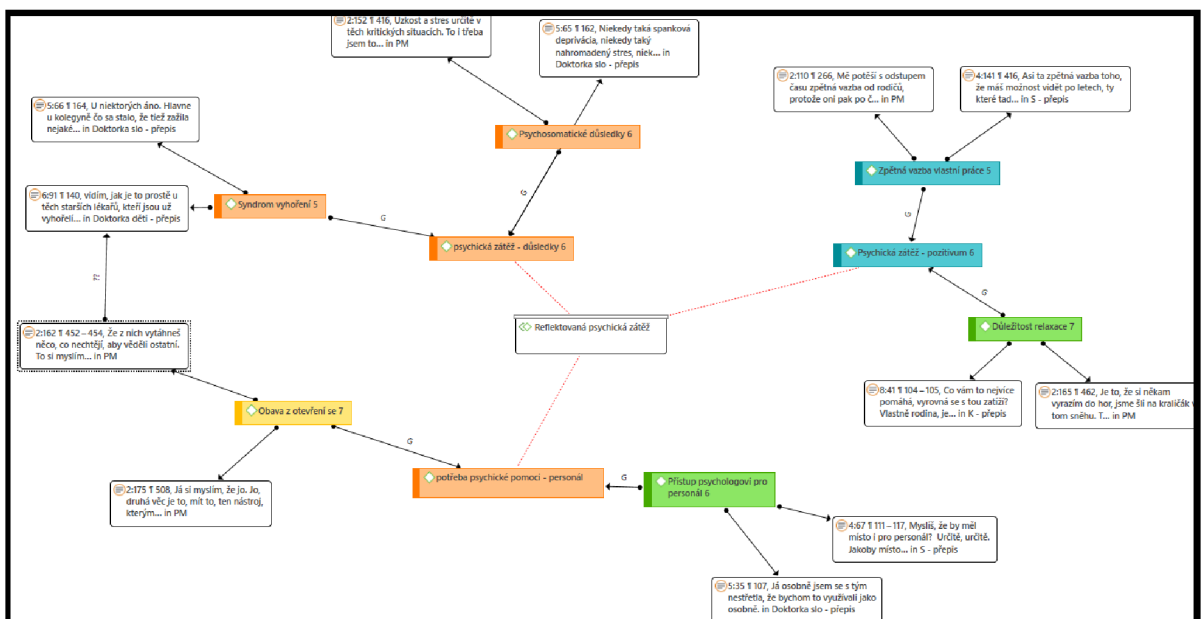 2:152 ¶ 416, Úzkost a stres určitě v
těch kritických situacích. To i třeba
jsem to... in PM
5:65 ¶ 162, Niekedy taká spanková
deprivácia, niekedy taký
nahromadený stres, niek... in
Doktorka slo - přepis
2:110 ¶ 266, Mě potěší s odstupem
času zpětná vazba od rodičů,
protože oni pak po č... in PM
4:141 ¶ 416, Asi ta zpětná vazba toho,
že máš možnost vidět po letech, ty
které tad... in S - přepis
5:66 ¶ 164, U niektorých áno. Hlavne
u kolegyně čo sa stalo, že tiež zažila
nejaké... in Doktorka slo - přepis
Psychosomatické důsledky 6
Zpětná vazba vlastní práce 5
6:91 ¶ 140, vidím, jak je to prostě u
těch starších lékařů, kteří jsou už
vyhořelí... in Doktorka děti - přepis
Syndrom vyhoření 5
G
G
G
psychická zátěž - důsledky 6
Psychická zátěž - pozitivum 6
??
G
Reflektovaná psychická zátěž
Důležitost relaxace 7
2:162 ¶ 452 – 454, Že z nich vytáhneš
něco, co nechtějí, aby věděli ostatní.
To si myslím... in PM
8:41 ¶ 104 – 105, Co vám to nejvíce
pomáhá, vyrovná se s tou zatíží?
Vlastně rodina, je... in K - přepis
2:165 ¶ 462, Je to, že si někam
vyrazím do hor, jsme šli na kraličák v
tom sněhu. T... in PM
Obava z otevření se 7
G
potřeba psychické pomoci - personál
G
Přístup psychologovi pro
personál 6
2:175 ¶ 508, Já si myslím, že jo. Jo,
druhá věc je to, mít to, ten nástroj,
kterým... in PM
4:67 ¶ 111 – 117, Myslíš, že by měl
místo i pro personál? Určitě, určitě.
Jakoby místo... in S - přepis
5:35 ¶ 107, Já osobně jsem se s tým
nestřetla, že bychom to využívali jako
osobně. in Doktorka slo - přepis